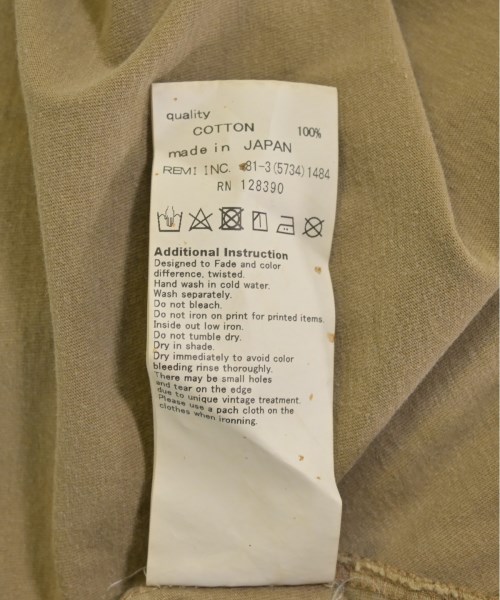 quality
COTTON 100%
made in JAPAN
REMI INC. 81-3(5734)1484
RN 128390
Additional Instruction
Designed to Fade and color
difference, twisted.
Hand wash in cold water.
Wash separately.
Do not bleach.
Do not iron on print for printed items.
Inside out low iron.
Do not tumble dry.
Dry in shade.
Dry immediately to avoid color
bleeding rinse thoroughly.
There may be small holes
and tear on the edge
due to unique vintage treatment.
Please use a pach cloth on the
clothes when ironning.